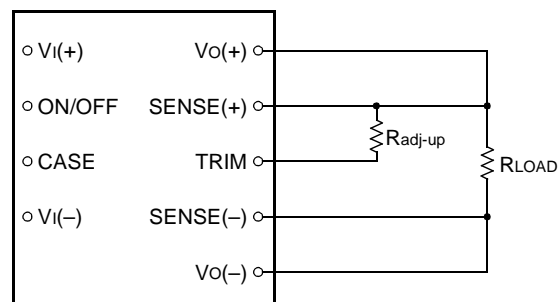 VI(+) VO(+)
ON/OFF SENSE(+)
Radj-up
CASE TRIM
RLOAD
VI(–) SENSE(–)
VO(–)